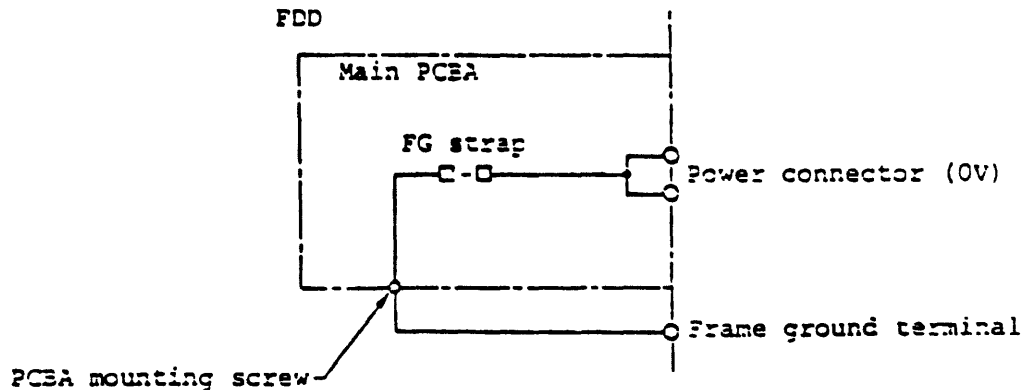 FDD
Main PCBA
FG strap
Power connector (0V)
Frame ground terminal
PCBA mounting screw